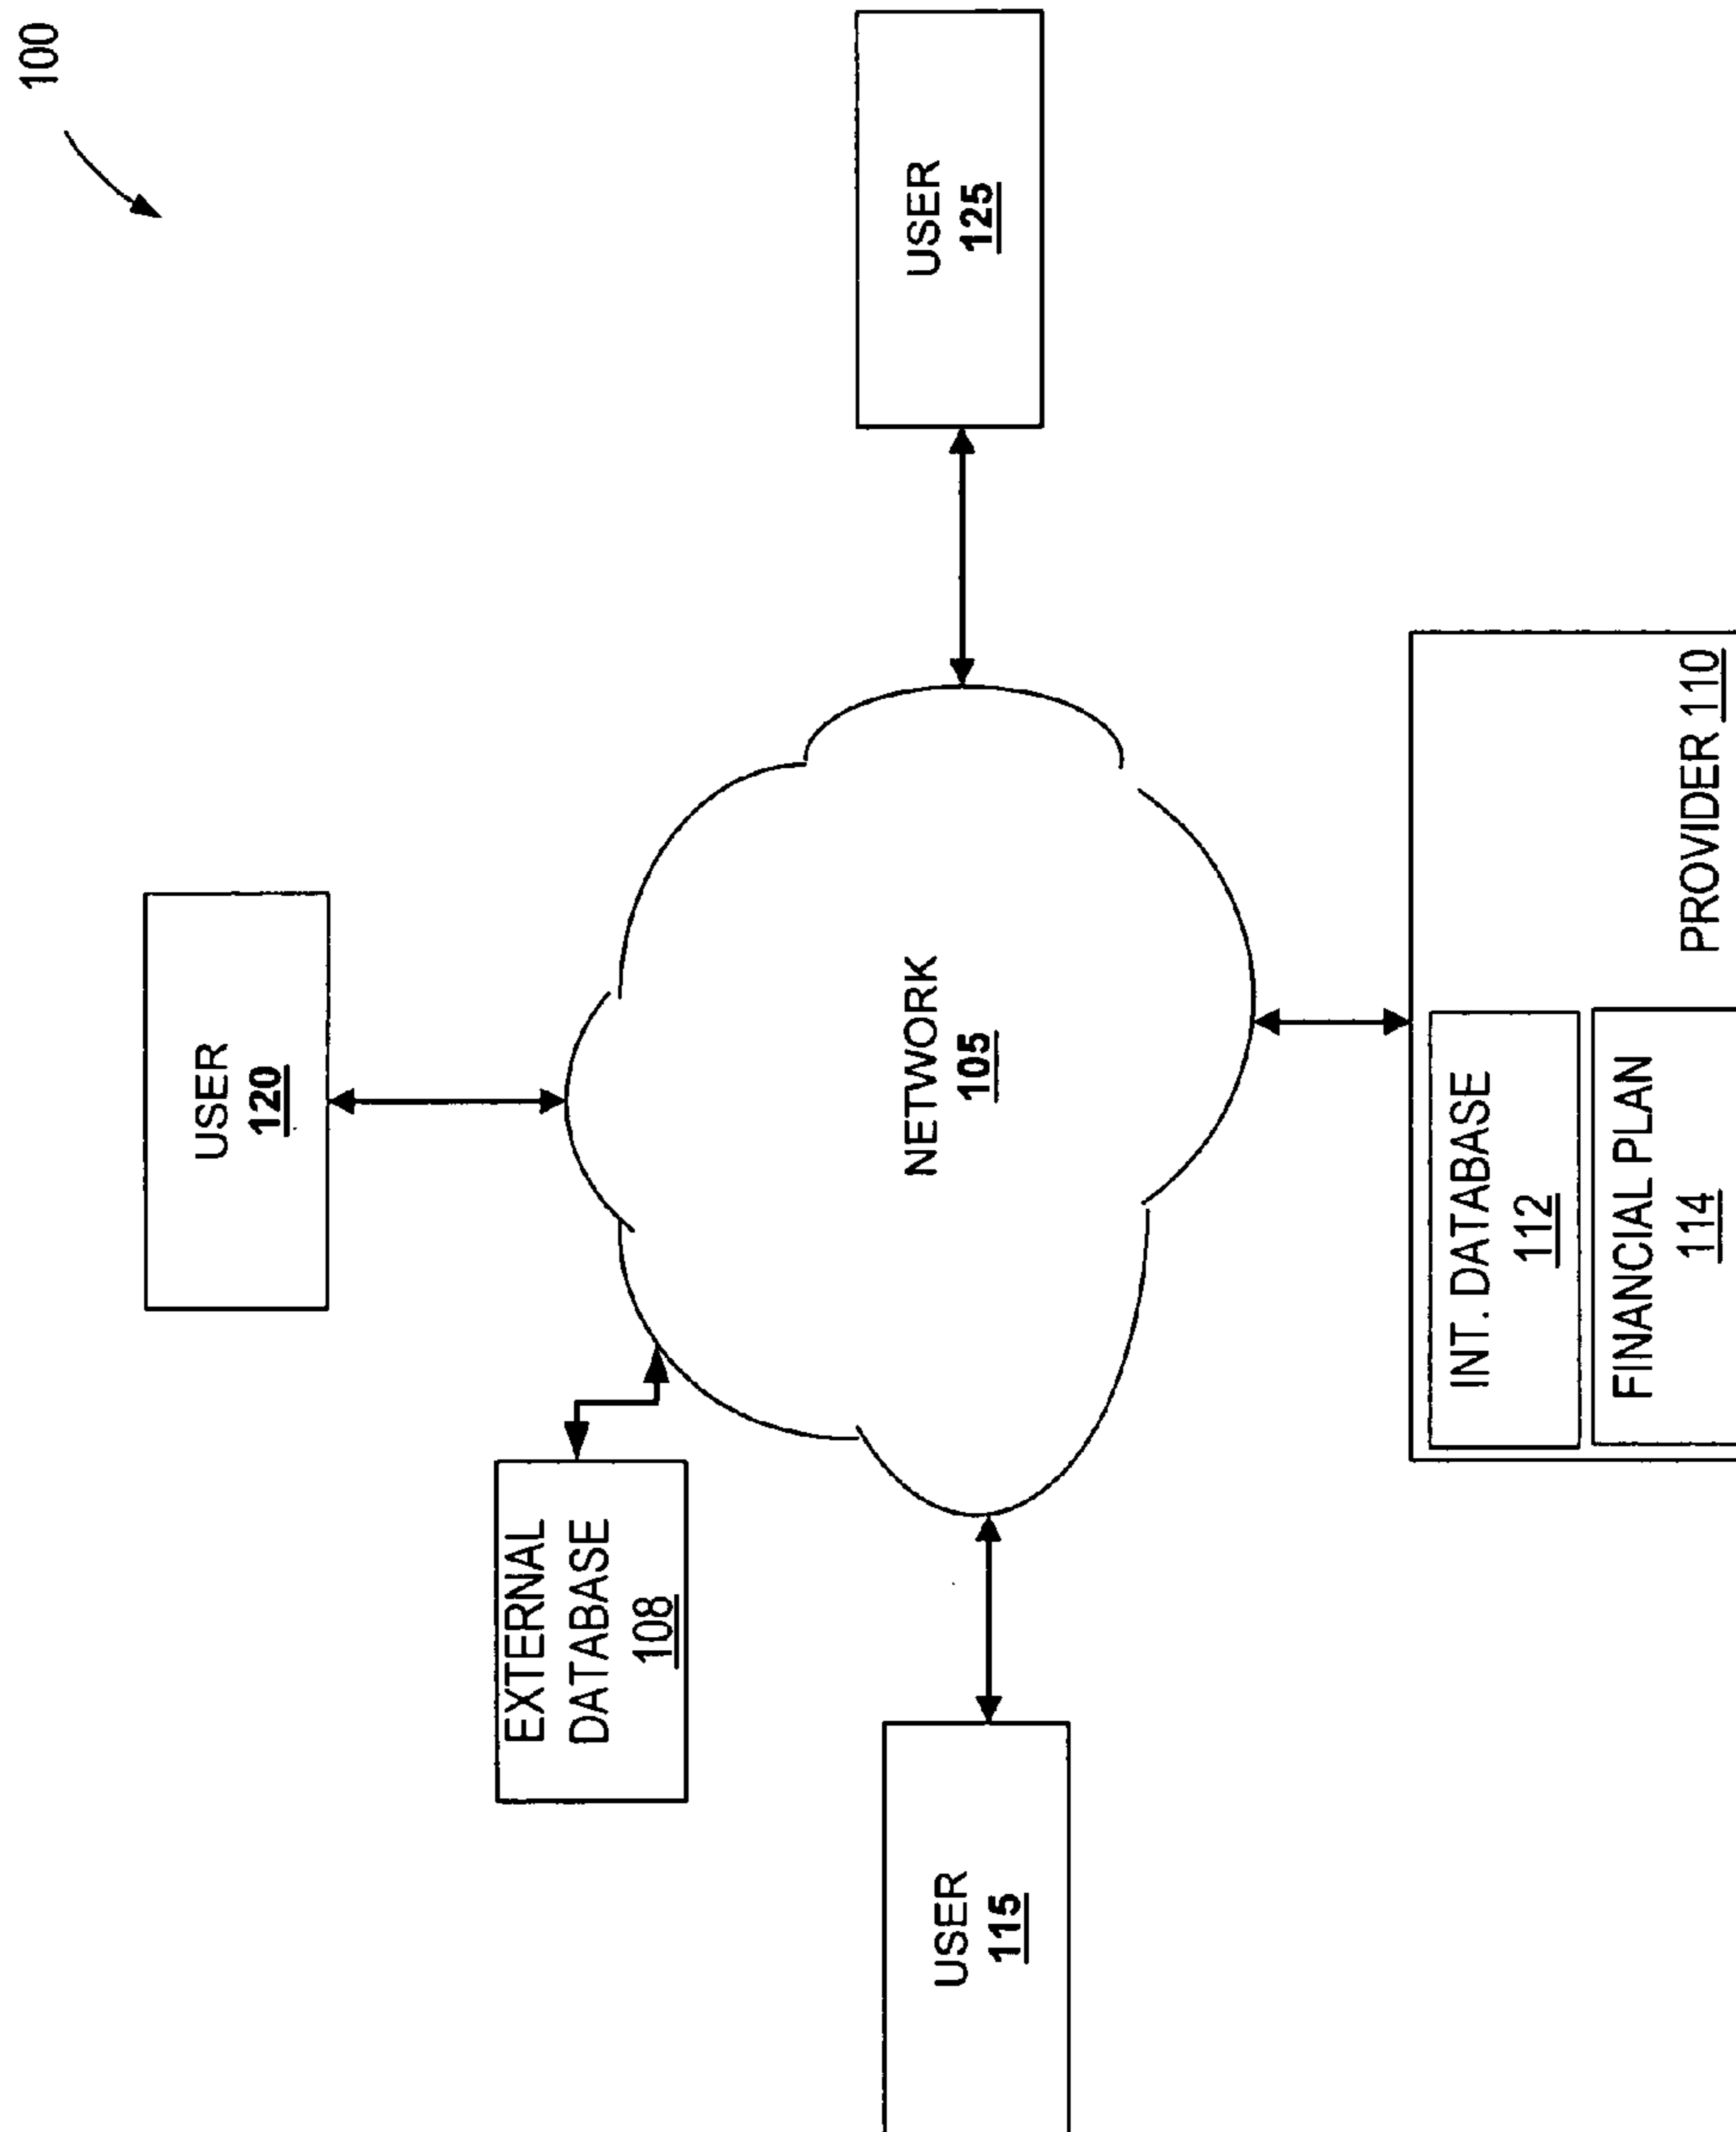 100
USER
120
EXTERNAL
DATABASE
108
USER
115
NETWORK
105
USER
125
INT. DATABASE
112
FINANCIAL PLAN
114
PROVIDER 110